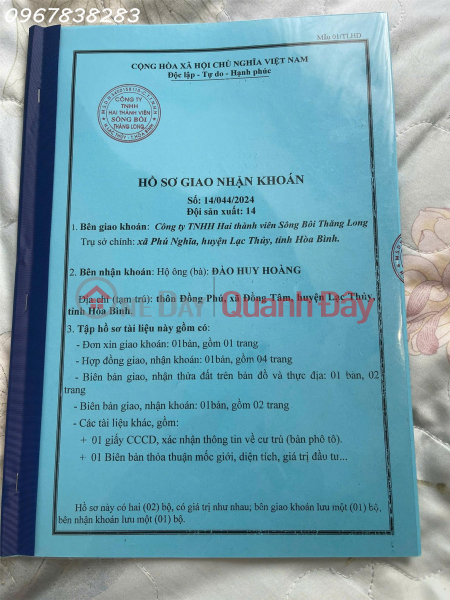 0967838283
Mẫu 01HTLHD
CỘNG HÒA XÃ HỘI CHỦ NGHĨA VIỆT NAM
Độc lập - Tự do - Hạnh phúc
CÔNG TY
TNHH
HAI THÀNH VIÊN
SÔNG BÔI
THĂNG LONG
HỒ SƠ GIAO NHẬN KHOÁN
Số: 14/044/2024
Đội sản xuất: 14
1. Bên giao khoán: Công ty TNHH Hai thành viên Sông Bôi Thăng Long
Trụ sở chính: xã Phú Nghĩa, huyện Lạc Thủy, tỉnh Hòa Bình.
2. Bên nhận khoán: Hộ ông (bà): ĐÀO HUY HOÀNG
Địa chỉ (tạm trú): thôn Đồng Phú, xã Đồng Tâm, huyện Lạc Thủy,
tỉnh Hòa Bình.
ONE DAY Quanh Đây
3. Tập hồ sơ tài liệu này gồm có:
- Đơn xin giao khoán: 01bản, gồm 01 trang
- Hợp đồng giao, nhận khoán: 01bản, gồm 04 trang
- Biên bản giao, nhận thửa đất trên bản đồ và thực địa: 01 bản, 02
trang
- Biên bản giao, nhận khoán: 01bản, gồm 02 trang
- Các tài liệu khác, gồm:
+ 01 giấy CCCD, xác nhận thông tin về cư trú (bản phô tô).
+ 01 Biên bản thỏa thuận mốc giới, diện tích, giá trị đầu tư...
Hồ sơ này có hai (02) bộ, có giá trị như nhau; bên giao khoán lưu một (01) bộ,
bên nhận khoán lưu một (01) bộ.